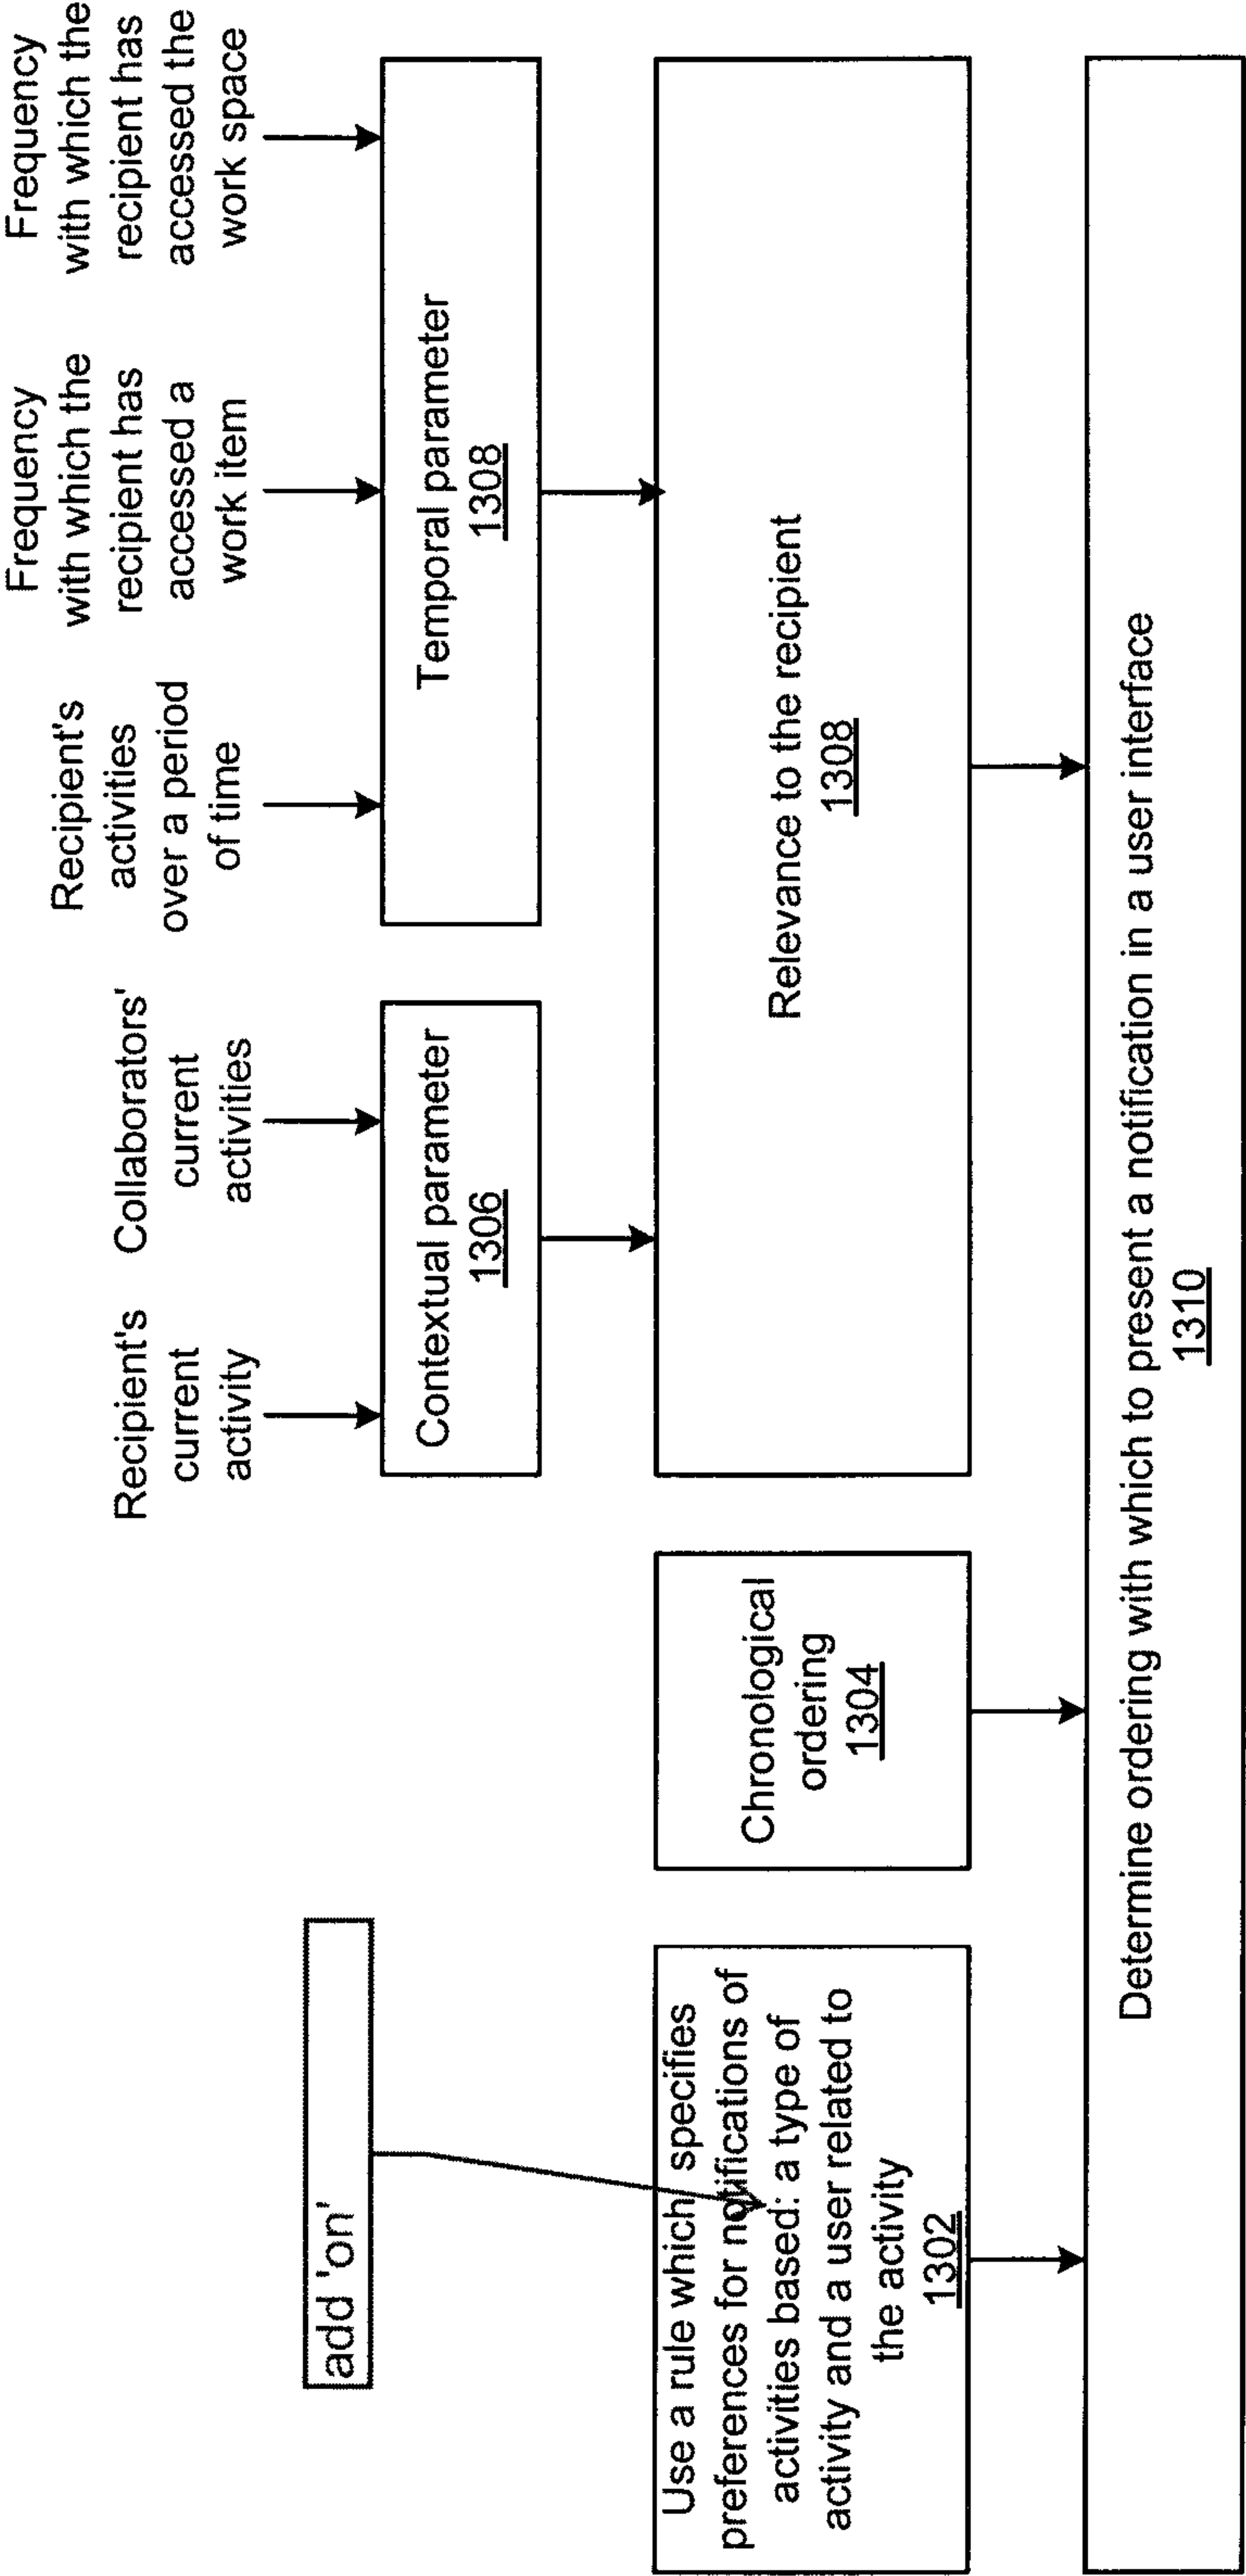 Recipient's
current
activity
Collaborators'
current
activities
Recipient's
activities
over a period
of time
Frequency
with which the
recipient has
accessed a
work item
Frequency
with which the
recipient has
accessed the
work space
add 'on'
Contextual parameter
1306
Temporal parameter
1308
Use a rule which specifies
preferences for notifications of
activities based: a type of
activity and a user related to
the activity
1302
Chronological
ordering
1304
Relevance to the recipient
1308
Determine ordering with which to present a notification in a user interface
1310